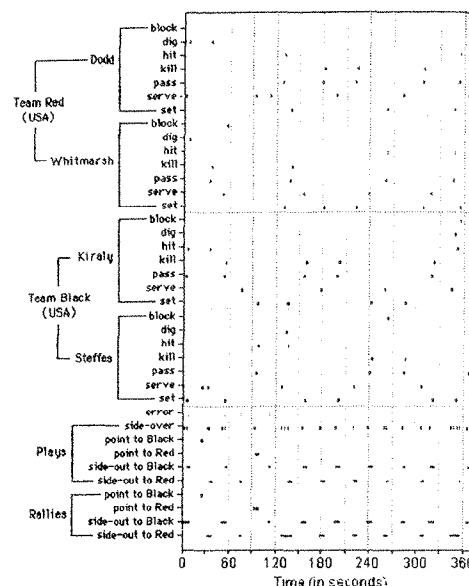 block
dig
hit
Dodd
kill
pass
Team Red
(USA)
serve
set
block
dig
hit
Whitmarsh
kill
pass
serve
set
block
dig
hit
Kiraly
kill
pass
serve
Team Black
(USA)
set
block
dig
hit
Steffes
kill
pass
serve
set
error
side-over
Plays
point to Black
point to Red
side-out to Black
side-out to Red
point to Black
Rallies
point to Red
side-out to Black
side-out to Red
0 60 120 180 240 300 360
Time (in seconds)